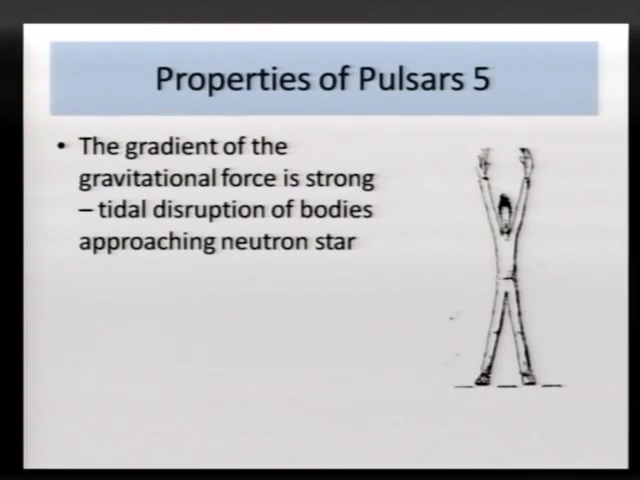 Properties of Pulsars 5
• The gradient of the
gravitational force is strong
– tidal disruption of bodies
approaching neutron star